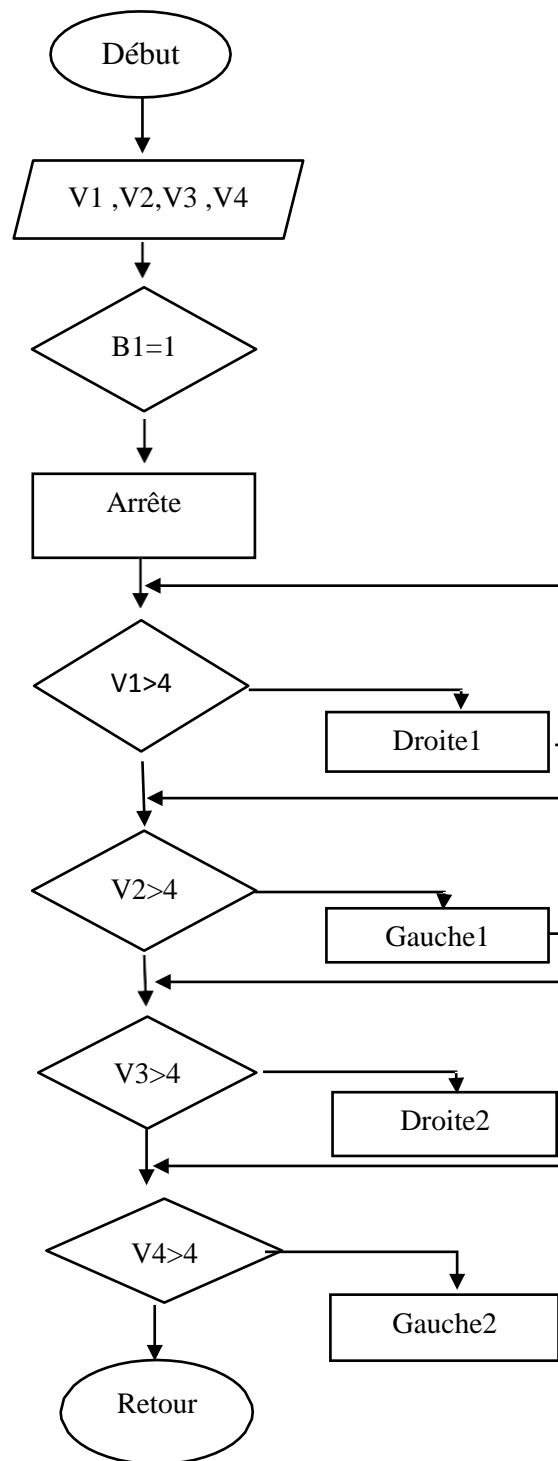 Début
V1 ,V2,V3 ,V4
B1=1
Arrête
V1>4
Droite1
V2>4
Gauche1
V3>4
Droite2
V4>4
Gauche2
Retour